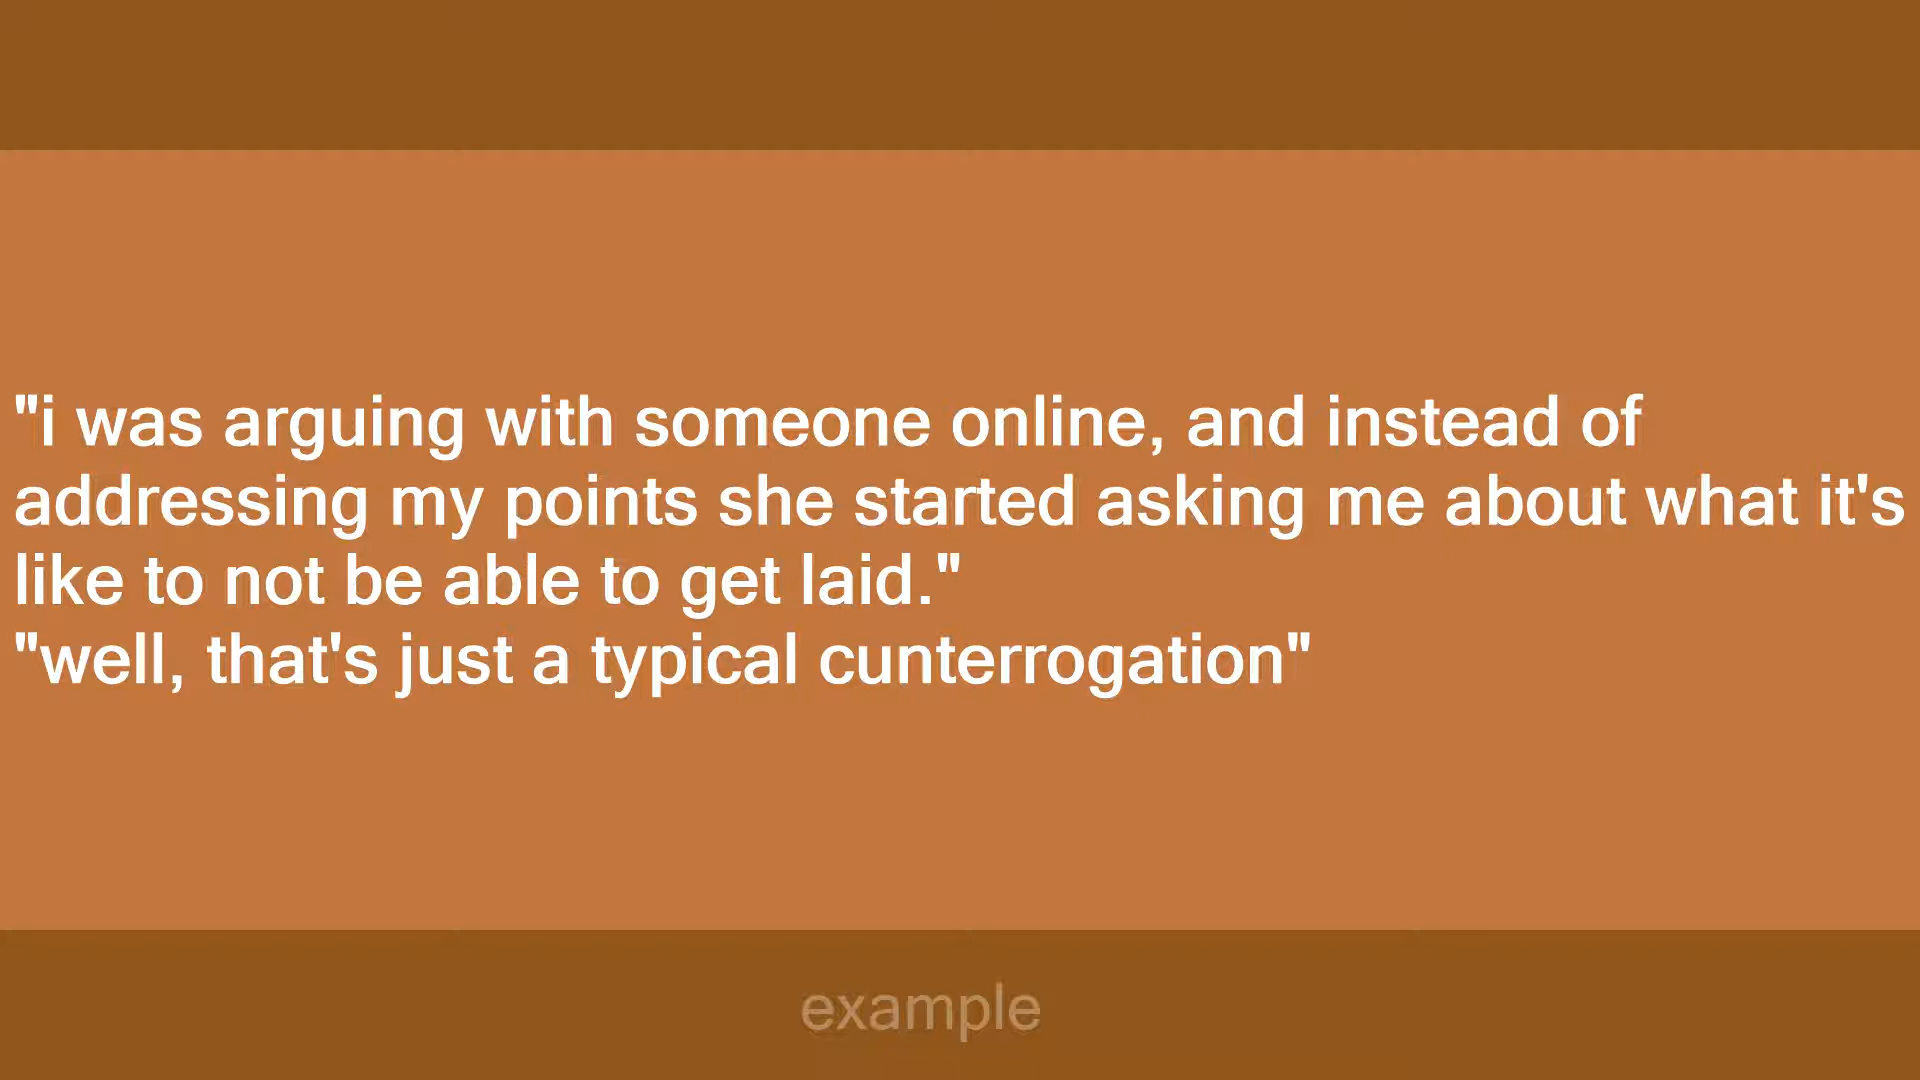 "i was arguing with someone online, and instead of
addressing my points she started asking me about what it's
like to not be able to get laid."
"well, that's just a typical cunterrogation"
example